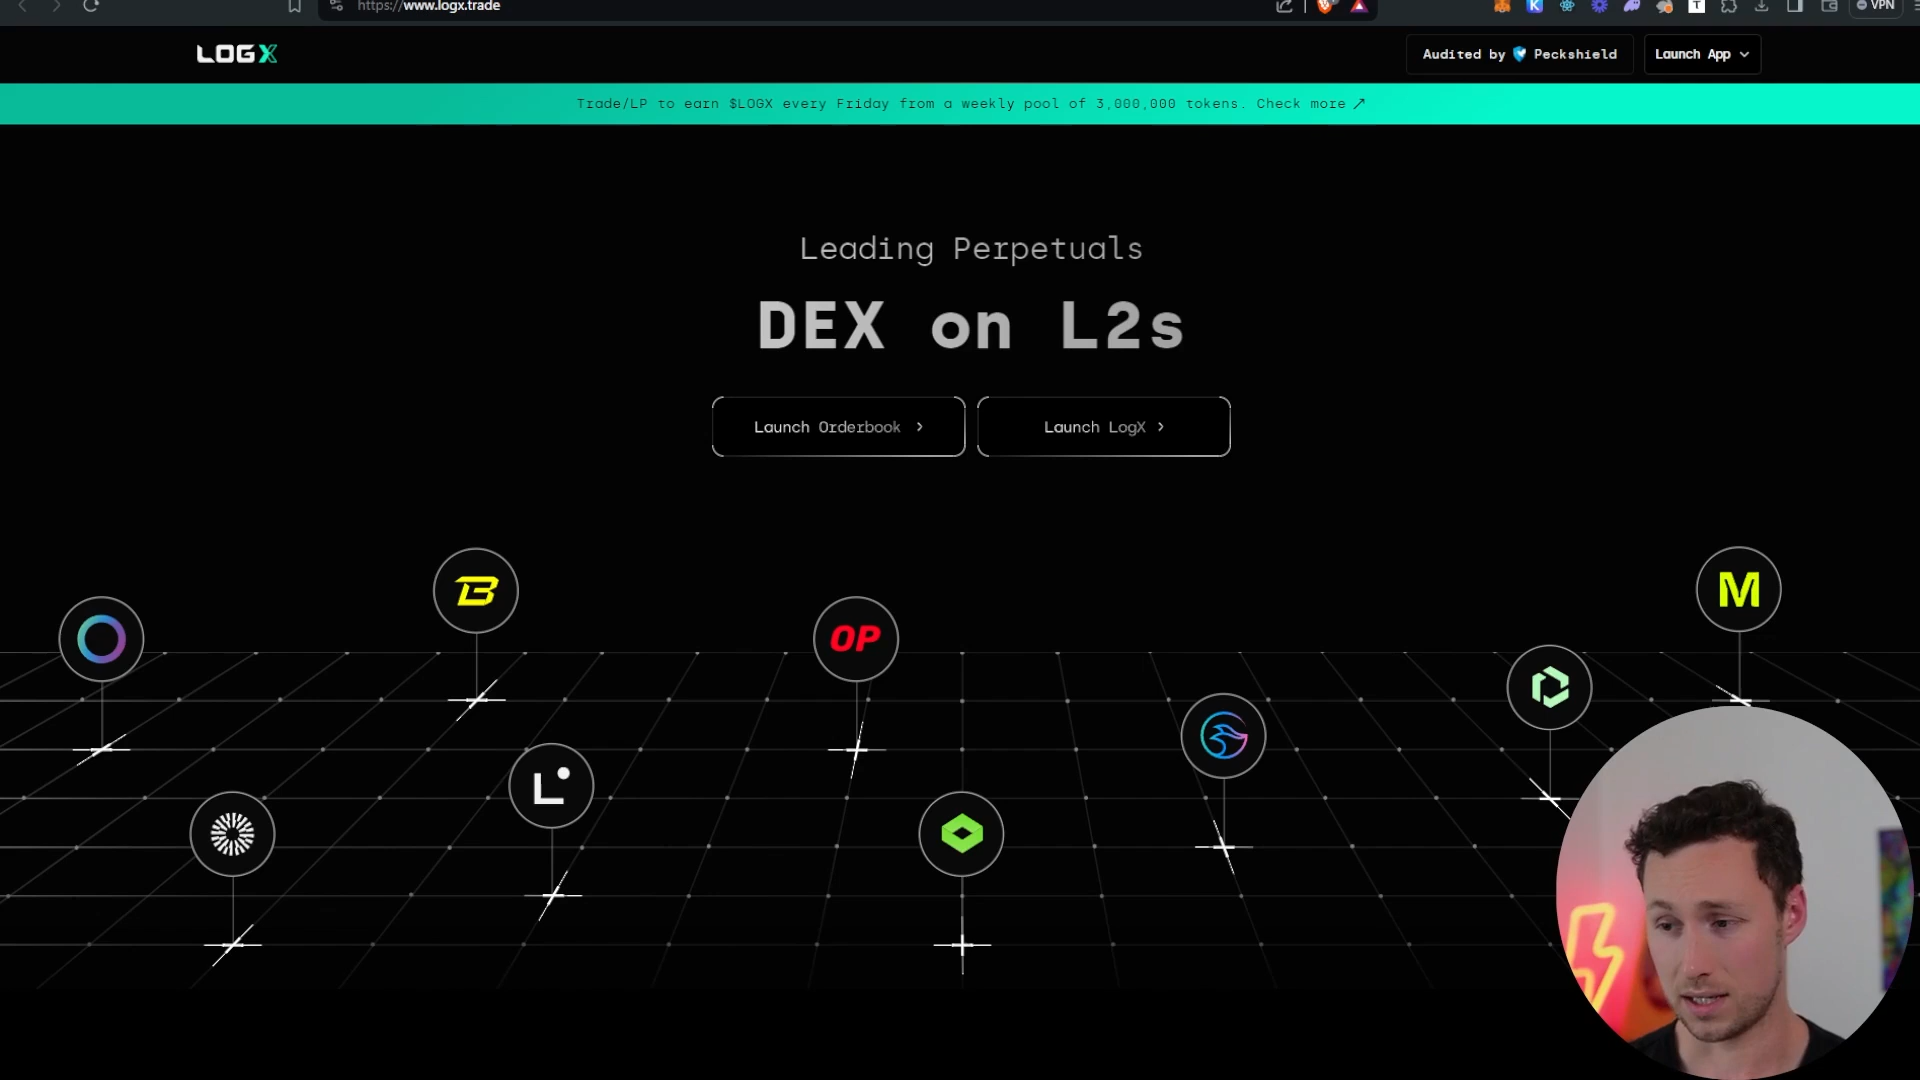 https://www.logx.trade
VPN
LOGX
Audited by Peckshield
Launch App
Trade/LP to earn $LOGX every Friday from a weekly pool of 3,000,000 tokens. Check more ↗
Leading Perpetuals
DEX on L2s
Launch Orderbook >
Launch LogX >
B
M
OP
L